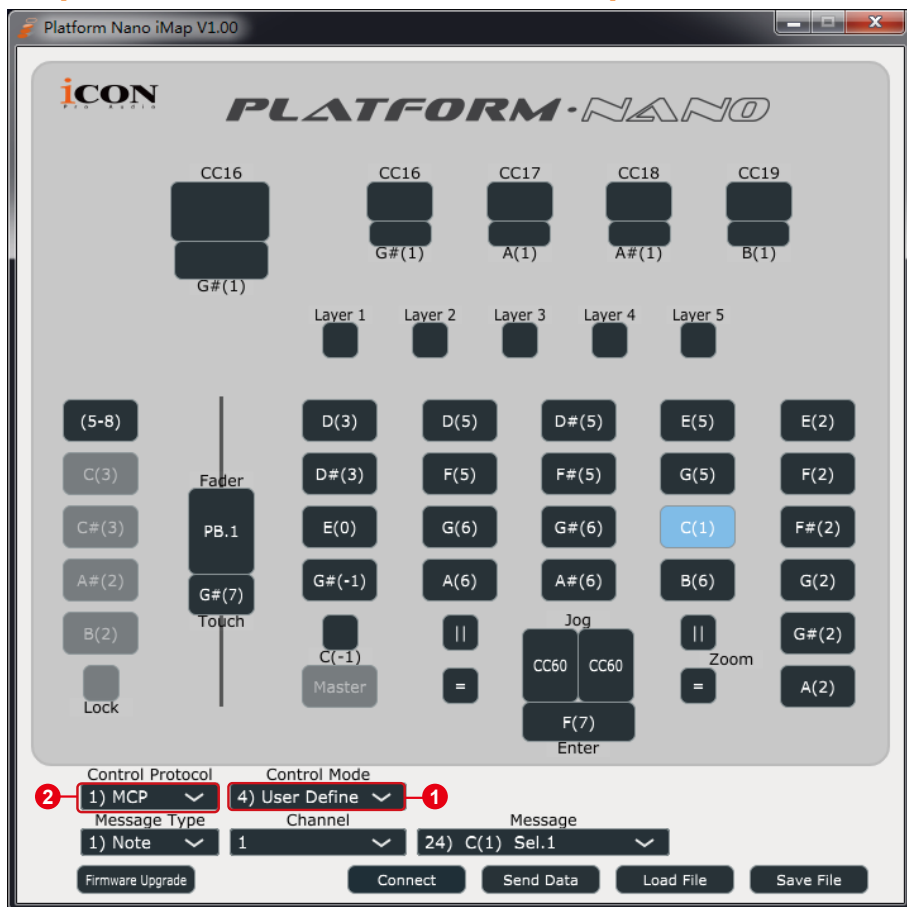 Platform Nano iMap V1.00
iCON
Pro Audio
PLATFORM·NANO
CC16 CC16 CC17 CC18 CC19
G#(1) A(1) A#(1) B(1)
G#(1)
Layer 1 Layer 2 Layer 3 Layer 4 Layer 5
(5-8) D(3) D(5) D#(5) E(5) E(2)
C(3) Fader D#(3) F(5) F#(5) G(5) F(2)
C#(3) PB.1 E(0) G(6) G#(6) C(1) F#(2)
A#(2) G#(7) G#(-1) A(6) A#(6) B(6) G(2)
Touch Jog
B(2) || || G#(2)
C(-1) CC60 CC60 Zoom
Master = = A(2)
Lock F(7)
Enter
Control Protocol Control Mode
2 1) MCP 4) User Define 1
Message Type Channel Message
1) Note 1 24) C(1) Sel.1
Firmware Upgrade Connect Send Data Load File Save File